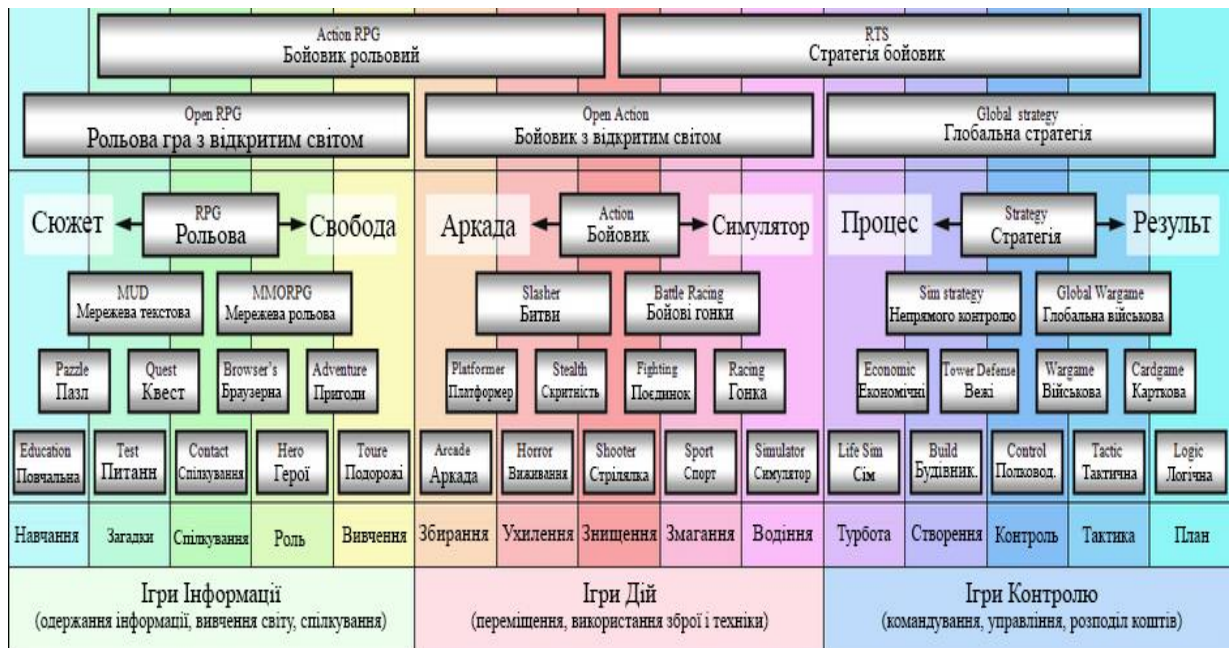 Action RPG
Бойовик рольовий
RTS
Стратегія бойовик
Open RPG
Рольова гра з відкритим світом
Open Action
Бойовик з відкритим світом
Global strategy
Глобальна стратегія
Сюжет
RPG
Рольова
Свобода
Аркада
Action
Бойовик
Симулятор
Процес
Strategy
Стратегія
Результ
MUD
Мережева текстова
MMORPG
Мережева рольова
Slasher
Битви
Battle Racing
Бойові гонки
Sim strategy
Непрямого контролю
Global Wargame
Глобальна військова
Pazzle
Пазл
Quest
Квест
Browser's
Браузерна
Adventure
Пригоди
Platformer
Платформер
Stealth
Скритність
Fighting
Поєдинок
Racing
Гонка
Economic
Економічні
Tower Defense
Вежі
Wargame
Військова
Cardgame
Карткова
Education
Повчальна
Test
Питанн
Contact
Спілкування
Hero
Герої
Toure
Подорожі
Arcade
Аркада
Horror
Виживання
Shooter
Стрілялка
Sport
Спорт
Simulator
Симулятор
Life Sim
Сім
Build
Будівник.
Control
Полковод.
Tactic
Тактична
Logic
Логічна
Навчання Загадки Спілкування Роль Вивчення Збирання Ухилення Знищення Змагання Водіння Турбота Створення Контроль Тактика План
Ігри Інформації
(одержання інформації, вивчення світу, спілкування)
Ігри Дій
(переміщення, використання зброї і техніки)
Ігри Контролю
(командування, управління, розподіл коштів)